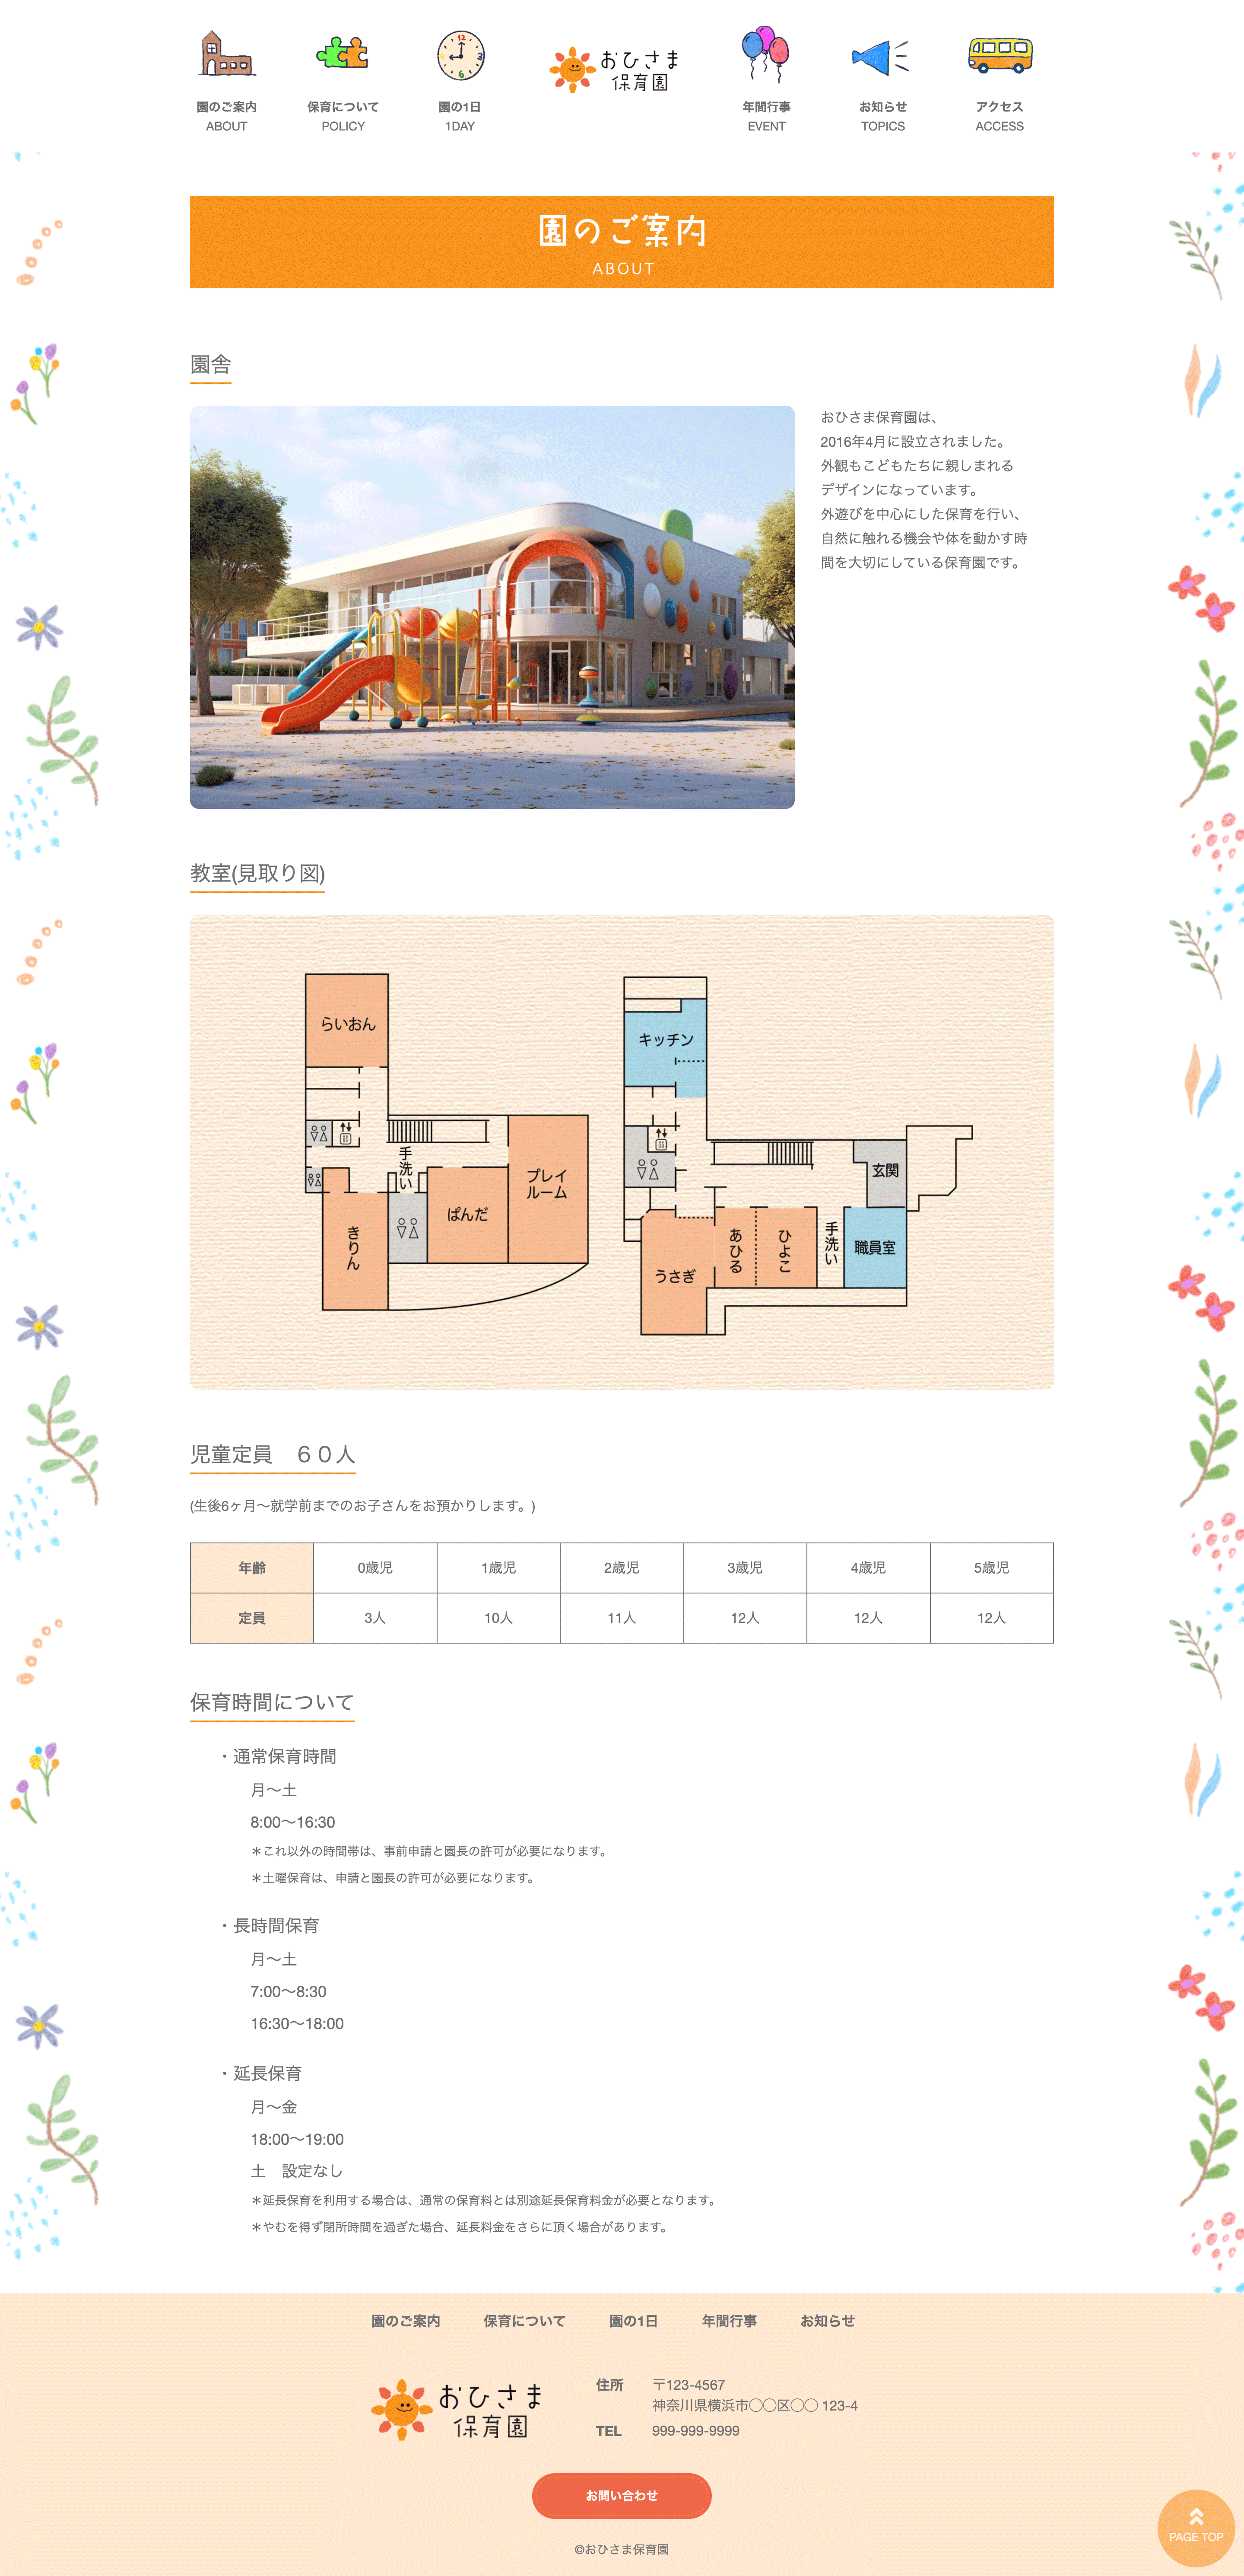 園のご案内
ABOUT
保育について
POLICY
園の1日
1DAY
おひさま
保育園
年間行事
EVENT
お知らせ
TOPICS
アクセス
ACCESS
園のご案内
ABOUT
園舎
おひさま保育園は、
2016年4月に設立されました。
外観もこどもたちに親しまれる
デザインになっています。
外遊びを中心にした保育を行い、
自然に触れる機会や体を動かす時
間を大切にしている保育園です。
教室(見取り図)
らいおん
手洗い
プレイ
ルーム
ぱんだ
きりん
キッチン
玄関
あひる
ひよこ
手洗い
職員室
うさぎ
児童定員　６０人
(生後6ヶ月〜就学前までのお子さんをお預かりします。)
年齢 0歳児 1歳児 2歳児 3歳児 4歳児 5歳児
定員 3人 10人 11人 12人 12人 12人
保育時間について
・通常保育時間
月〜土
8:00〜16:30
＊これ以外の時間帯は、事前申請と園長の許可が必要になります。
＊土曜保育は、申請と園長の許可が必要になります。
・長時間保育
月〜土
7:00〜8:30
16:30〜18:00
・延長保育
月〜金
18:00〜19:00
土　設定なし
＊延長保育を利用する場合は、通常の保育料とは別途延長保育料金が必要となります。
＊やむを得ず閉所時間を過ぎた場合、延長料金をさらに頂く場合があります。
園のご案内 保育について 園の1日 年間行事 お知らせ
おひさま
保育園
住所 〒123-4567
神奈川県横浜市◯◯区◯◯ 123-4
TEL 999-999-9999
お問い合わせ
PAGE TOP
©おひさま保育園